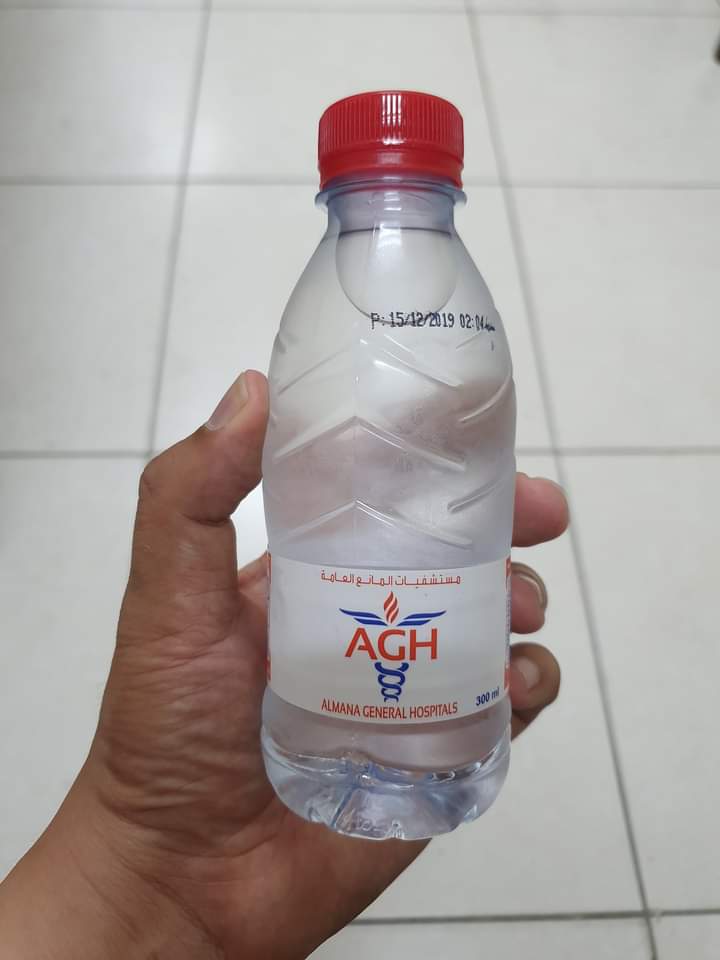 P: 15/12/2019 02:04
مستشفيات المانع العامة
AGH
300 ml
ALMANA GENERAL HOSPITALS